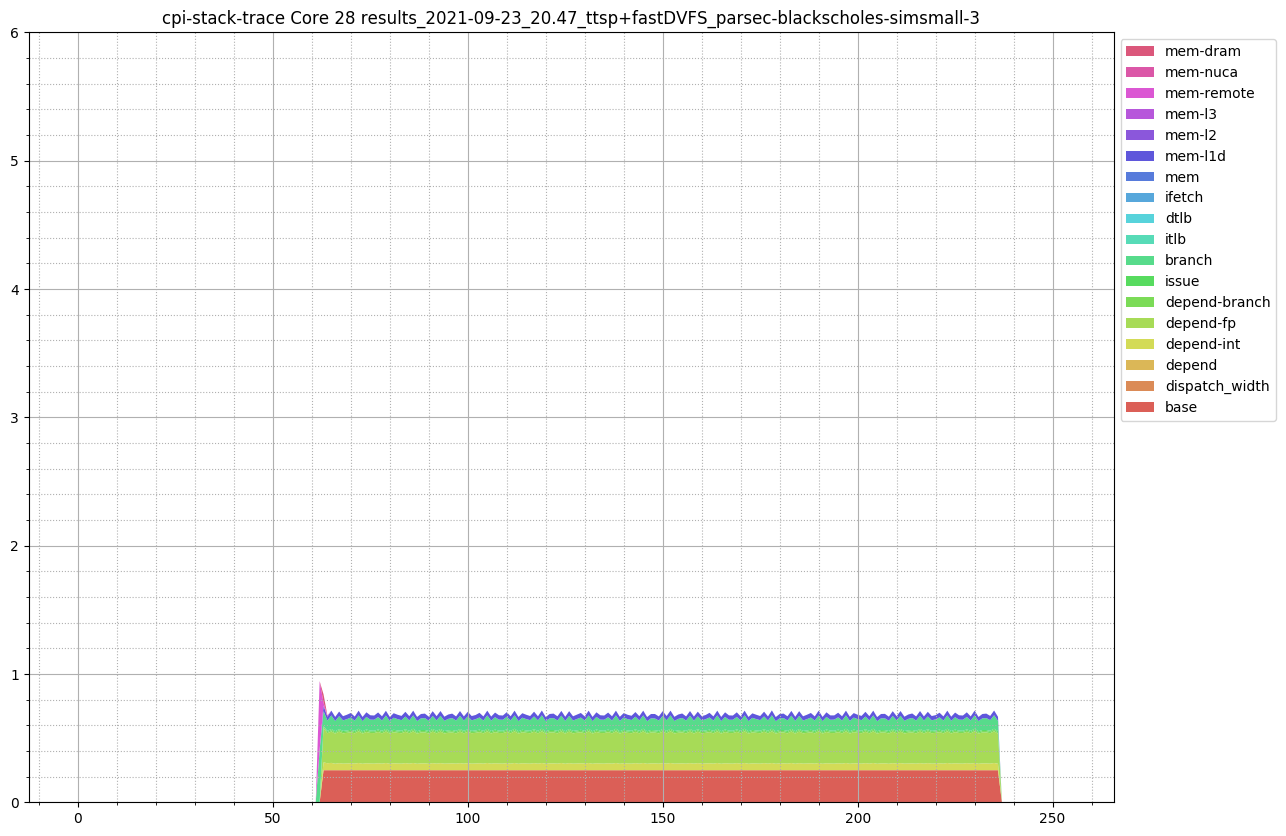 cpi-stack-trace Core 28 results_2021-09-23_20.47_ttsp+fastDVFS_parsec-blackscholes-simsmall-3
6
5
4
3
2
1
0
0 50 100 150 200 250
mem-dram
mem-nuca
mem-remote
mem-l3
mem-l2
mem-l1d
mem
ifetch
dtlb
itlb
branch
issue
depend-branch
depend-fp
depend-int
depend
dispatch_width
base